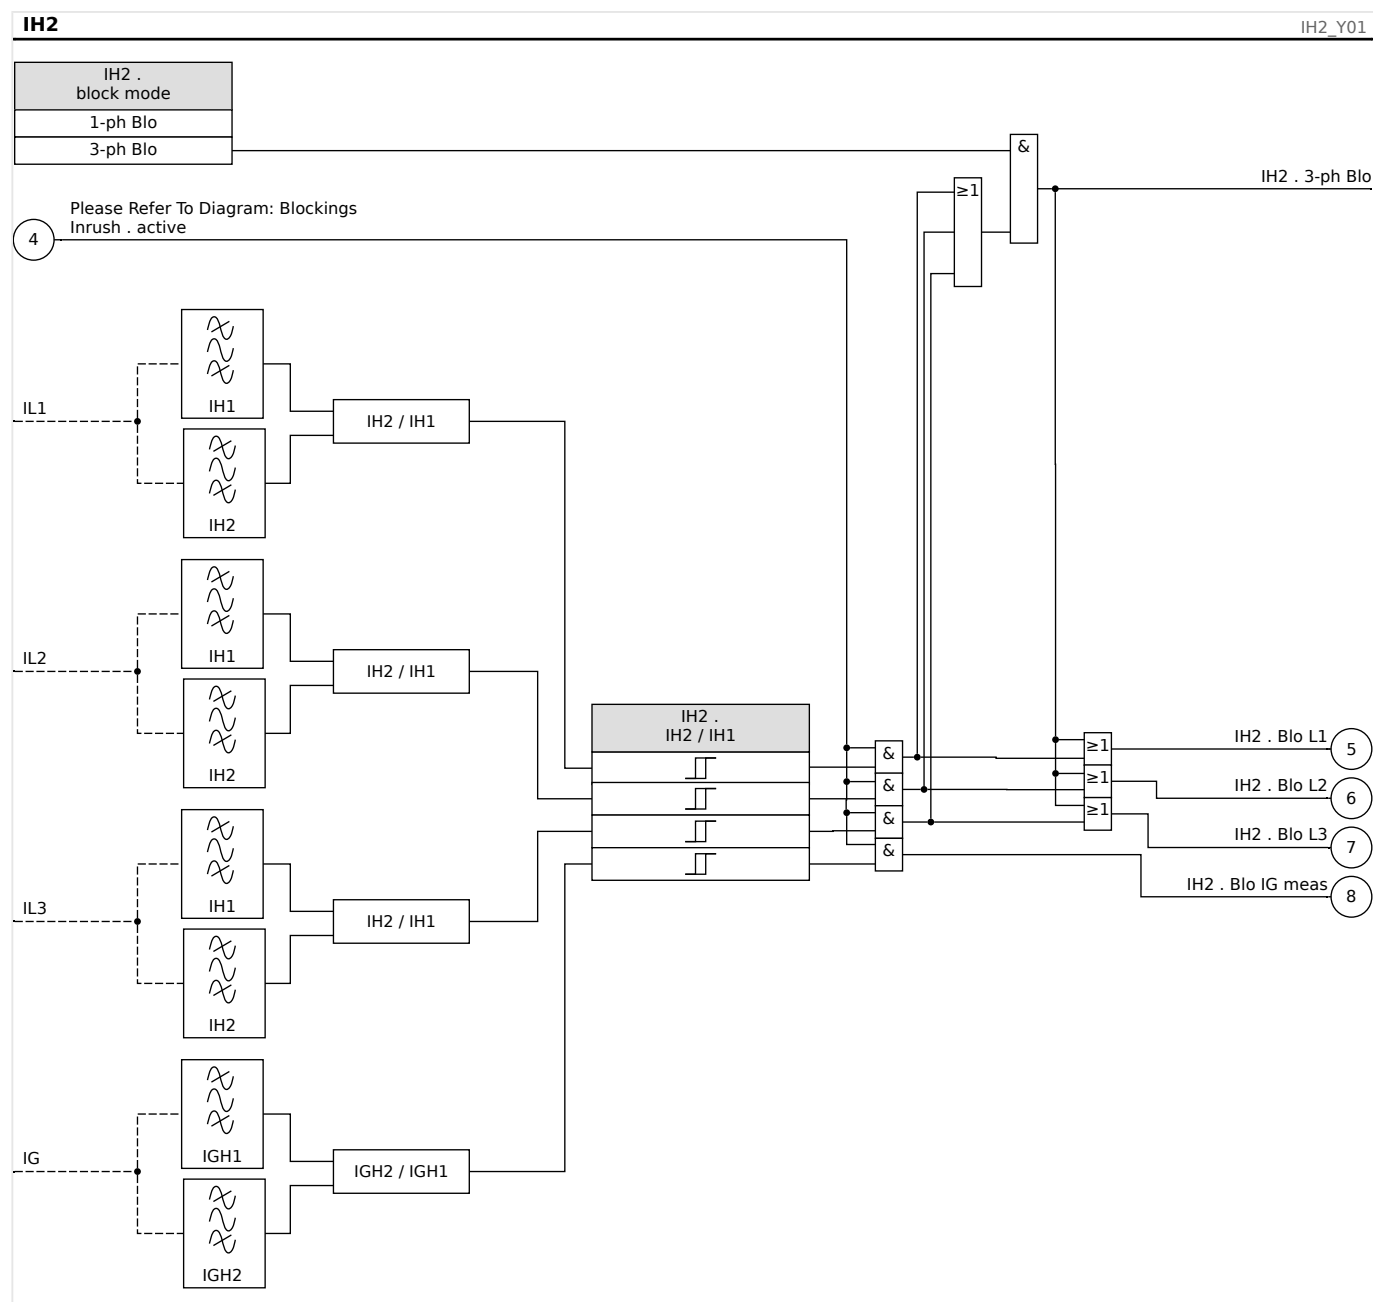 IH2
IH2_Y01
IH2 .
block mode
1-ph Blo
3-ph Blo
&
≥1
IH2 . 3-ph Blo
Please Refer To Diagram: Blockings
Inrush . active
4
IH1
IL1
IH2 / IH1
IH2
IH1
IL2
IH2 / IH1
IH2
IH2 .
IH2 / IH1
&
&
&
&
≥1
≥1
≥1
IH2 . Blo L1
5
IH2 . Blo L2
6
IH2 . Blo L3
7
IH2 . Blo IG meas
8
IH1
IL3
IH2 / IH1
IH2
IGH1
IG
IGH2 / IGH1
IGH2